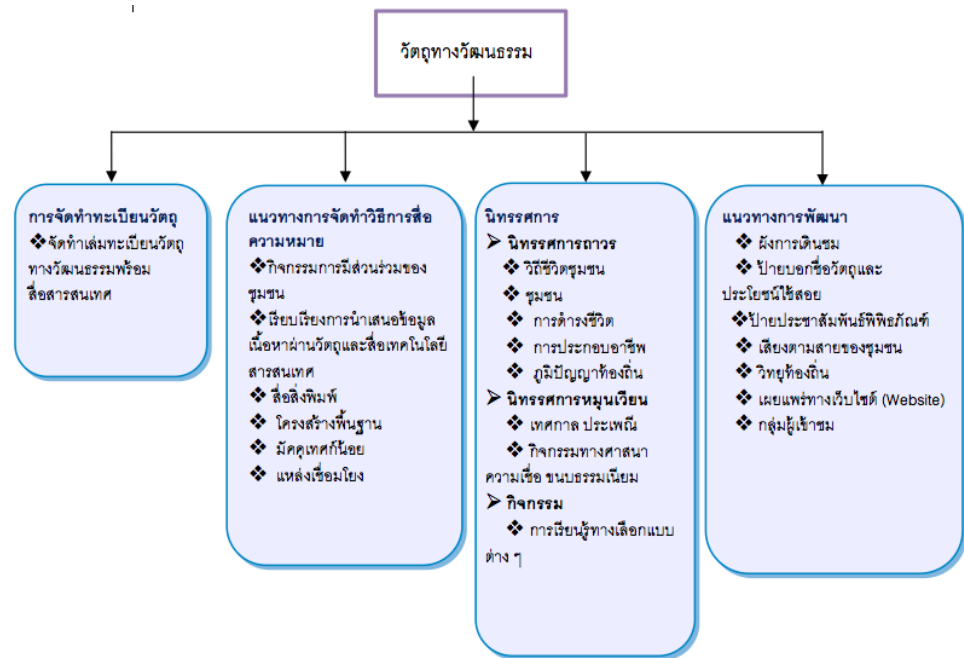 วัตถุทางวัฒนธรรม
การจัดทำทะเบียนวัตถุ
❖จัดทำเล่มทะเบียนวัตถุ
ทางวัฒนธรรมพร้อม
สื่อสารสนเทศ
แนวทางการจัดทำวิธีการสื่อ
ความหมาย
❖กิจกรรมการมีส่วนร่วมของ
ชุมชน
❖เรียบเรียงการนำเสนอข้อมูล
เนื้อหาผ่านวัตถุและสื่อเทคโนโลยี
สารสนเทศ
❖ สื่อสิ่งพิมพ์
❖ โครงสร้างพื้นฐาน
❖ มัคคุเทศก์น้อย
❖ แหล่งเชื่อมโยง
นิทรรศการ
➢ นิทรรศการถาวร
❖ วิถีชีวิตชุมชน
❖ ชุมชน
❖ การดำรงชีวิต
❖ การประกอบอาชีพ
❖ ภูมิปัญญาท้องถิ่น
➢ นิทรรศการหมุนเวียน
❖ เทศกาล ประเพณี
❖ กิจกรรมทางศาสนา
ความเชื่อ ขนบธรรมเนียม
➢ กิจกรรม
❖ การเรียนรู้ทางเลือกแบบ
ต่าง ๆ
แนวทางการพัฒนา
❖ ผังการเดินชม
❖ ป้ายบอกชื่อวัตถุและ
ประโยชน์ใช้สอย
❖ป้ายประชาสัมพันธ์พิพิธภัณฑ์
❖ เสียงตามสายของชุมชน
❖ วิทยุท้องถิ่น
❖ เผยแพร่ทางเว็บไซต์ (Website)
❖ กลุ่มผู้เข้าชม